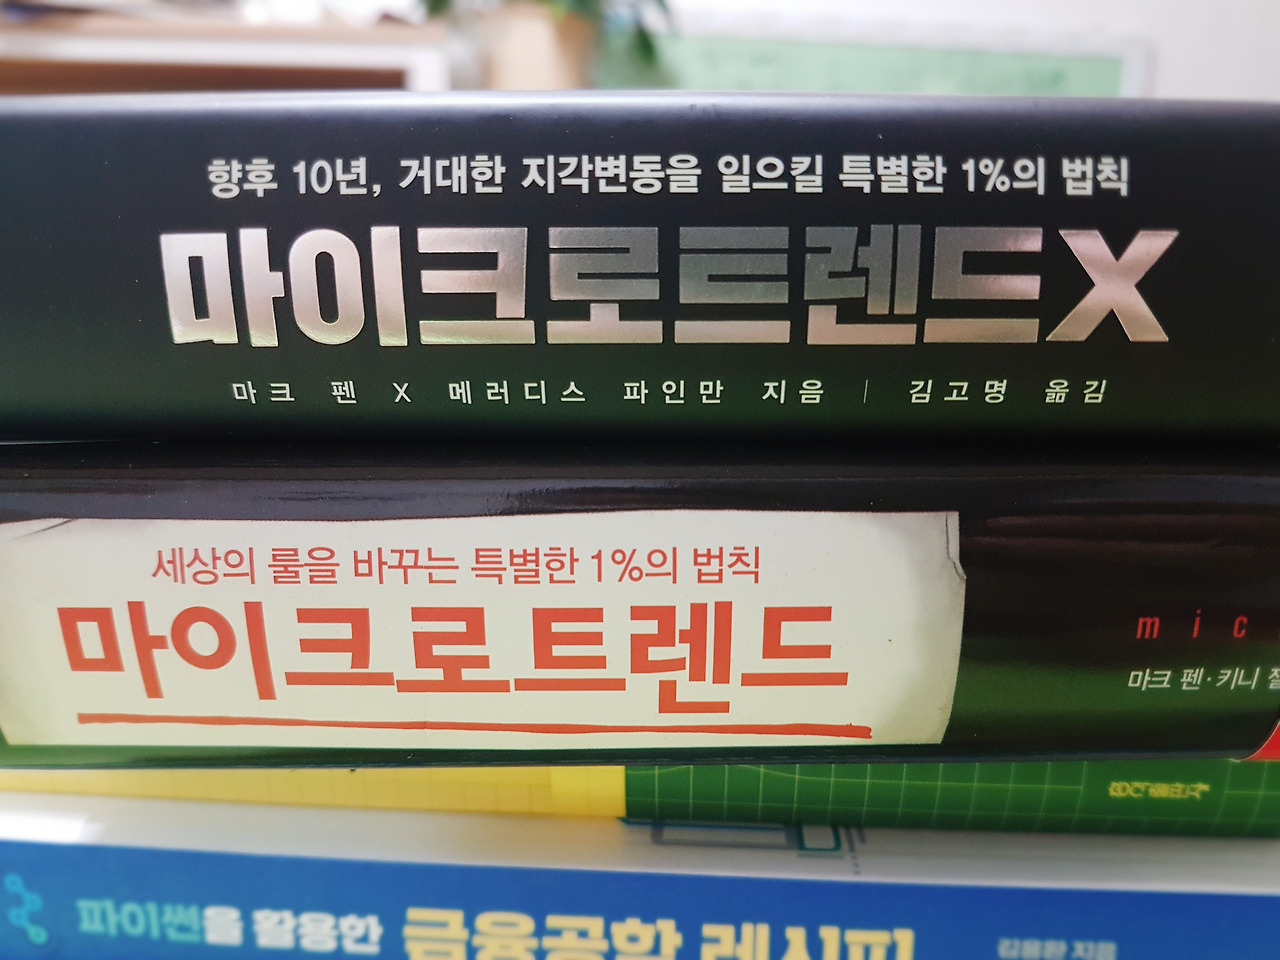 향후 10년, 거대한 지각변동을 일으킬 특별한 1%의 법칙
마이크로트렌드X
마크 펜 X 메러디스 파인만 지음 | 김고명 옮김
세상의 룰을 바꾸는 특별한 1%의 법칙
마이크로트렌드
mic
마크 펜·키니
파이썬을 활용한 금융공학 레시피
지음